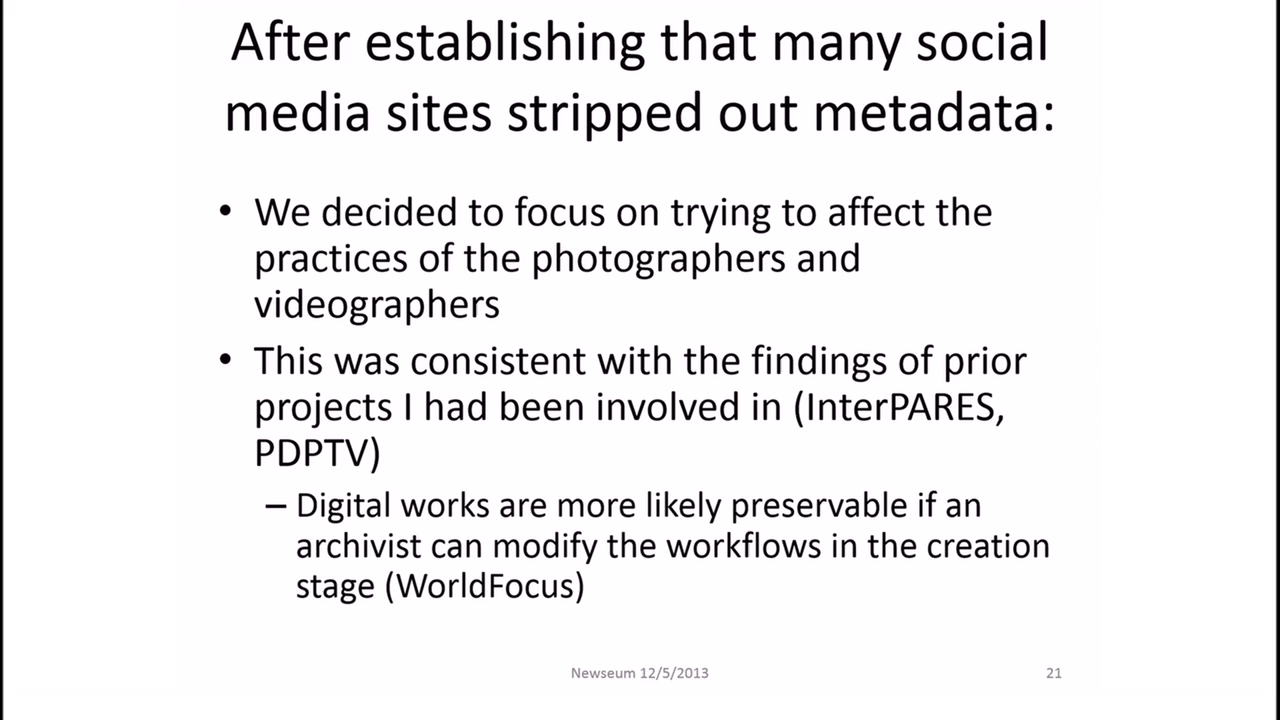 After establishing that many social
media sites stripped out metadata:
• We decided to focus on trying to affect the
practices of the photographers and
videographers
• This was consistent with the findings of prior
projects I had been involved in (InterPARES,
PDPTV)
– Digital works are more likely preservable if an
archivist can modify the workflows in the creation
stage (WorldFocus)
Newseum 12/5/2013
21